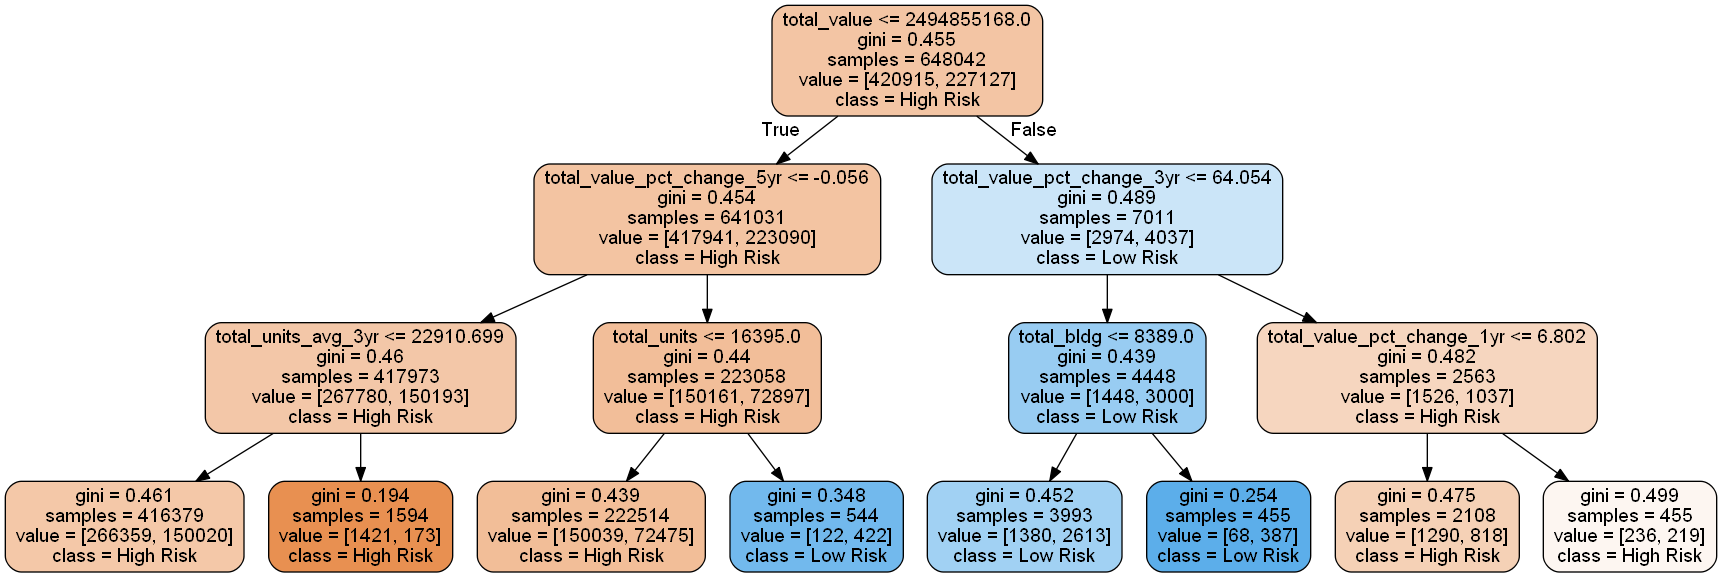 total_value <= 2494855168.0
gini = 0.455
samples = 648042
value = [420915, 227127]
class = High Risk
True
False
total_value_pct_change_5yr <= -0.056
gini = 0.454
samples = 641031
value = [417941, 223090]
class = High Risk
total_value_pct_change_3yr <= 64.054
gini = 0.489
samples = 7011
value = [2974, 4037]
class = Low Risk
total_units_avg_3yr <= 22910.699
gini = 0.46
samples = 417973
value = [267780, 150193]
class = High Risk
total_units <= 16395.0
gini = 0.44
samples = 223058
value = [150161, 72897]
class = High Risk
total_bldg <= 8389.0
gini = 0.439
samples = 4448
value = [1448, 3000]
class = Low Risk
total_value_pct_change_1yr <= 6.802
gini = 0.482
samples = 2563
value = [1526, 1037]
class = High Risk
gini = 0.461
samples = 416379
value = [266359, 150020]
class = High Risk
gini = 0.194
samples = 1594
value = [1421, 173]
class = High Risk
gini = 0.439
samples = 222514
value = [150039, 72475]
class = High Risk
gini = 0.348
samples = 544
value = [122, 422]
class = Low Risk
gini = 0.452
samples = 3993
value = [1380, 2613]
class = Low Risk
gini = 0.254
samples = 455
value = [68, 387]
class = Low Risk
gini = 0.475
samples = 2108
value = [1290, 818]
class = High Risk
gini = 0.499
samples = 455
value = [236, 219]
class = High Risk